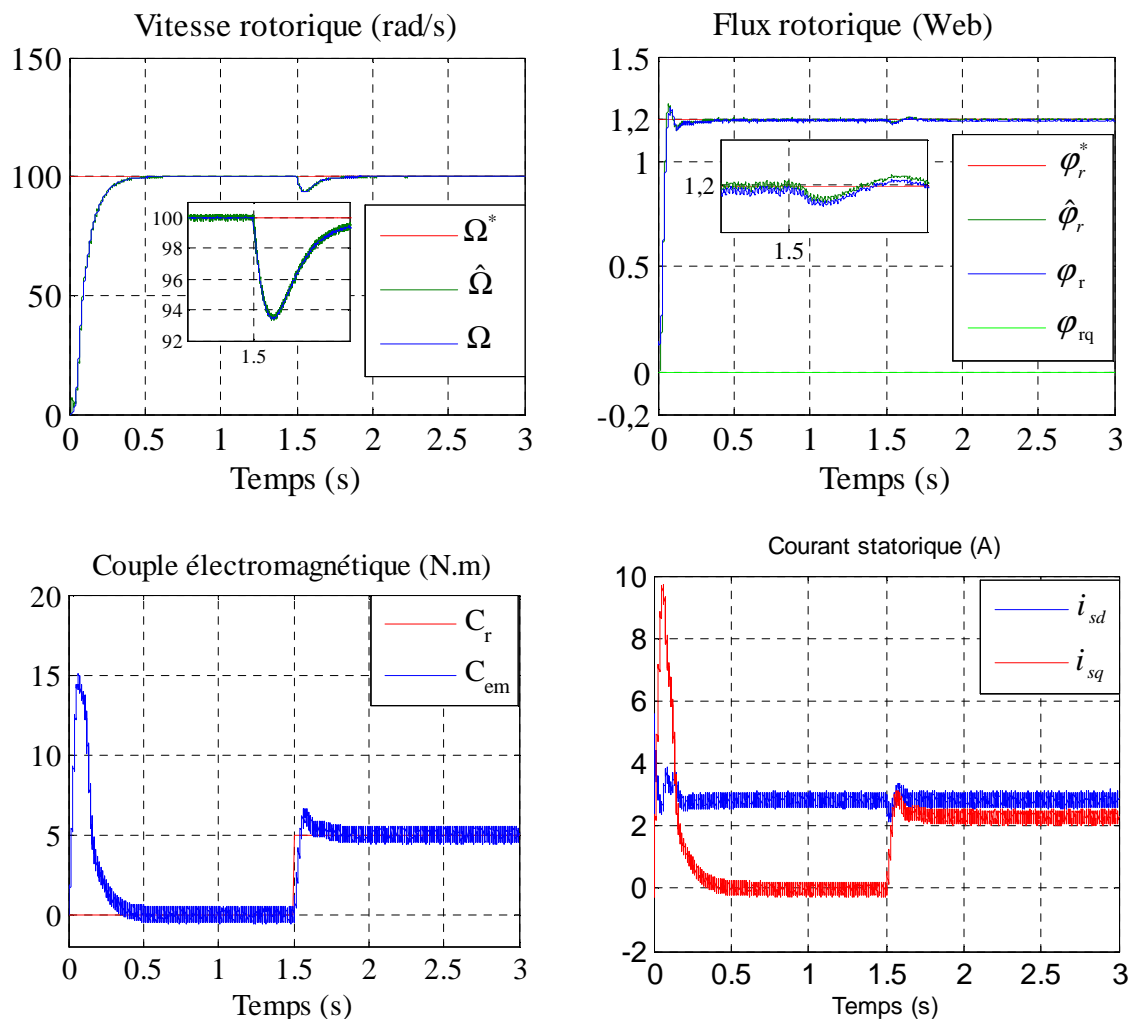 Vitesse rotorique (rad/s)
150
100
50
0
100
98
96
94
92
1.5
Ω*
Ω̂
Ω
0 0.5 1 1.5 2 2.5 3
Temps (s)
Flux rotorique (Web)
1.5
1,2
1
0.5
0
-0,2
1,2
1.5
φ*r
φ̂r
φr
φrq
0 0.5 1 1.5 2 2.5 3
Temps (s)
Couple électromagnétique (N.m)
20
15
10
5
0
Cr
Cem
0 0.5 1 1.5 2 2.5 3
Temps (s)
Courant statorique (A)
10
8
6
4
2
0
-2
isd
isq
0 0.5 1 1.5 2 2.5 3
Temps (s)